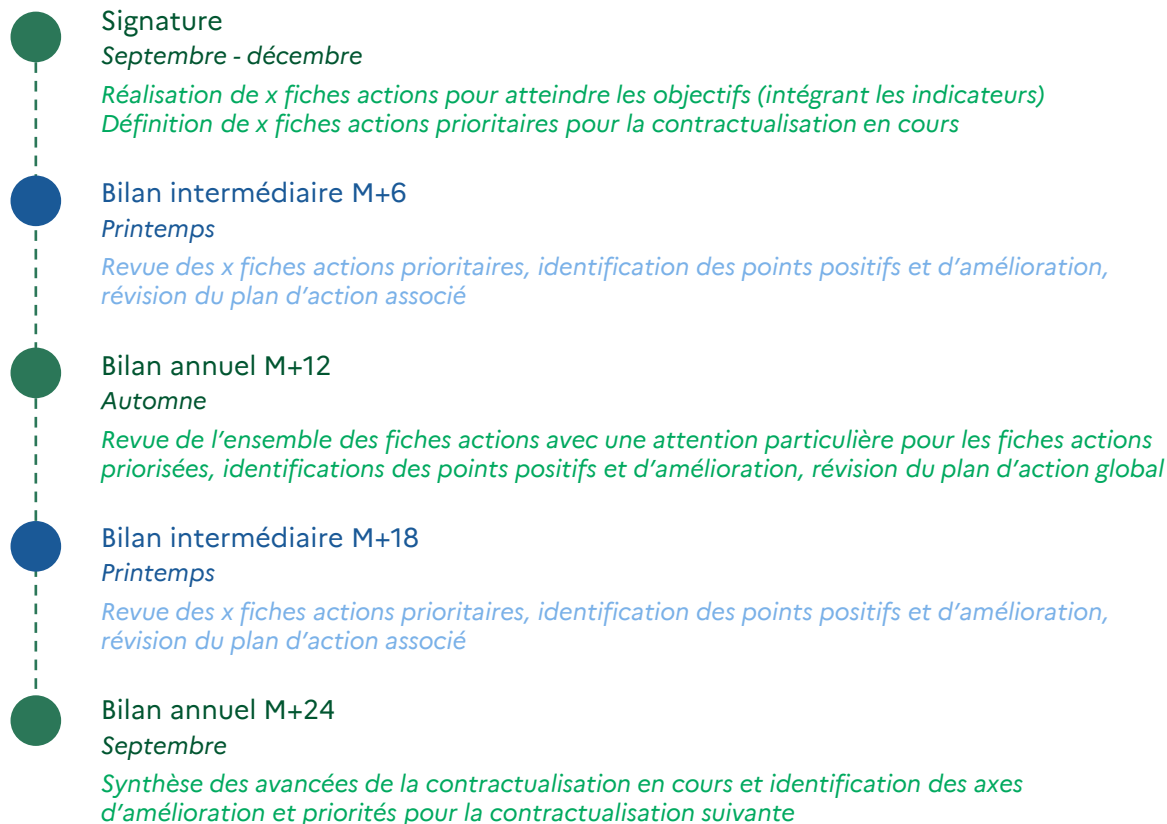 Signature
Septembre - décembre
Réalisation de x fiches actions pour atteindre les objectifs (intégrant les indicateurs)
Définition de x fiches actions prioritaires pour la contractualisation en cours
Bilan intermédiaire M+6
Printemps
Revue des x fiches actions prioritaires, identification des points positifs et d’amélioration,
révision du plan d’action associé
Bilan annuel M+12
Automne
Revue de l’ensemble des fiches actions avec une attention particulière pour les fiches actions
priorisées, identifications des points positifs et d’amélioration, révision du plan d’action global
Bilan intermédiaire M+18
Printemps
Revue des x fiches actions prioritaires, identification des points positifs et d’amélioration,
révision du plan d’action associé
Bilan annuel M+24
Septembre
Synthèse des avancées de la contractualisation en cours et identification des axes
d’amélioration et priorités pour la contractualisation suivante